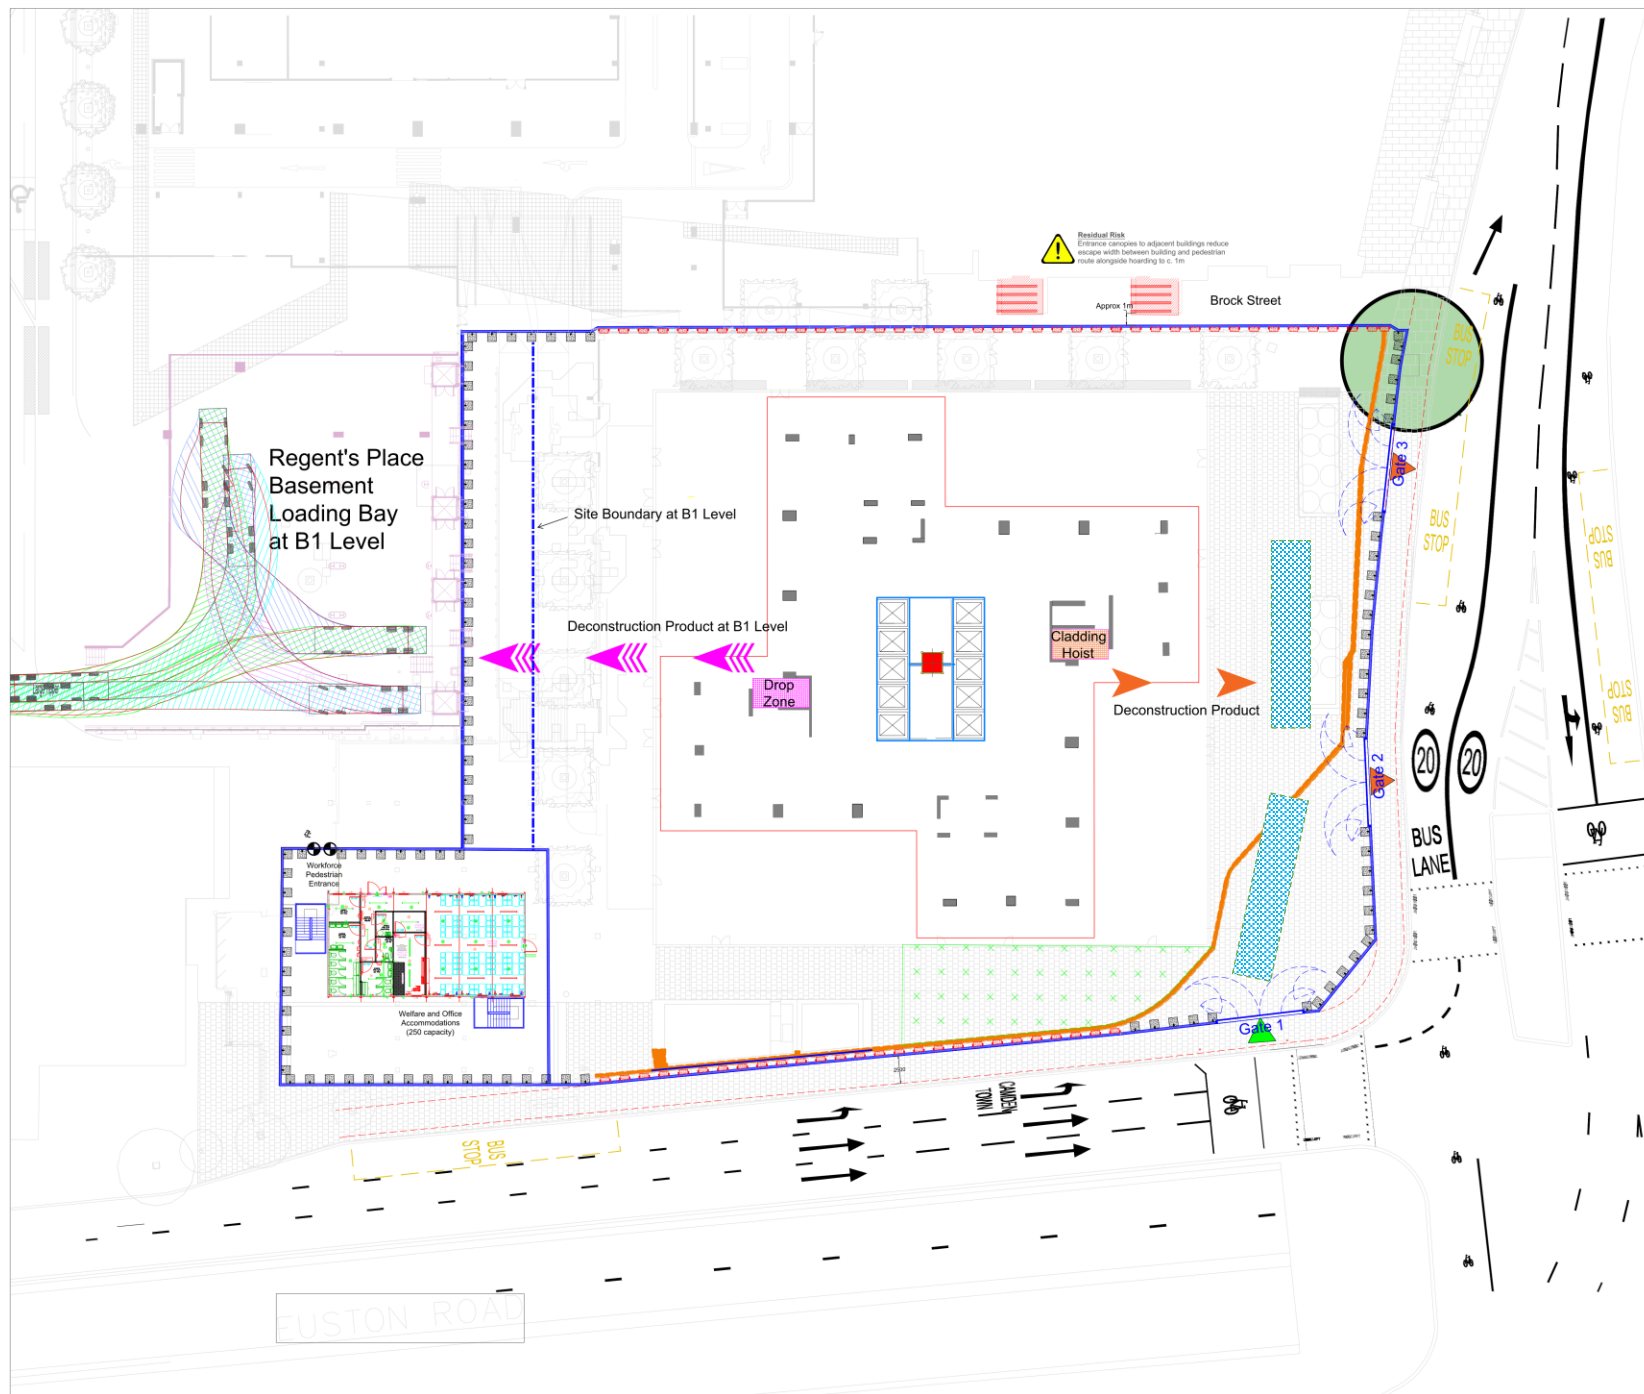 Residual Risk
Entrance canopies to adjacent buildings reduce
escape width between building and pedestrian
route alongside hoarding to c. 1m
Approx 1m
Brock Street
BUS
STOP
Regent's Place
Basement
Loading Bay
at B1 Level
Gate 3
Site Boundary at B1 Level
BUS
STOP
BUS
STOP
Deconstruction Product at B1 Level
Cladding
Hoist
Drop
Zone
Deconstruction Product
BUS
STOP
20
20
Gate 2
BUS
LANE
Workforce
Pedestrian
Entrance
Welfare and Office
Accommodations
(250 capacity)
Gate 1
2500
CAMDEN
TOWN
BUS
STOP
EUSTON ROAD